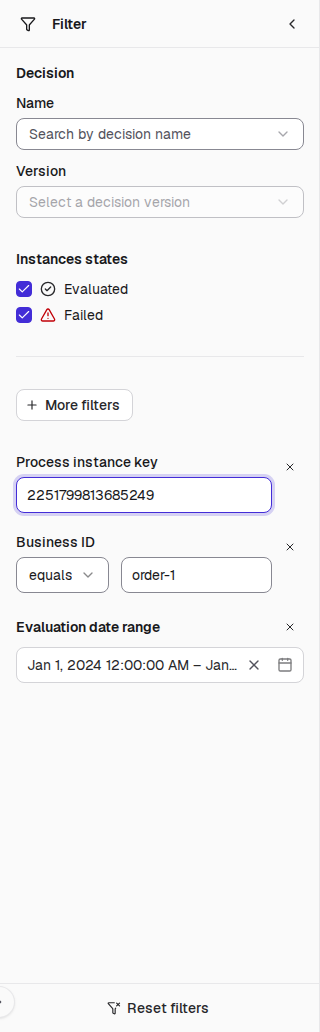 Filter
Decision
Name
Search by decision name
Version
Select a decision version
Instances states
Evaluated
Failed
More filters
Process instance key
2251799813685249
Business ID
equals order-1
Evaluation date range
Jan 1, 2024 12:00:00 AM – Jan...
Reset filters